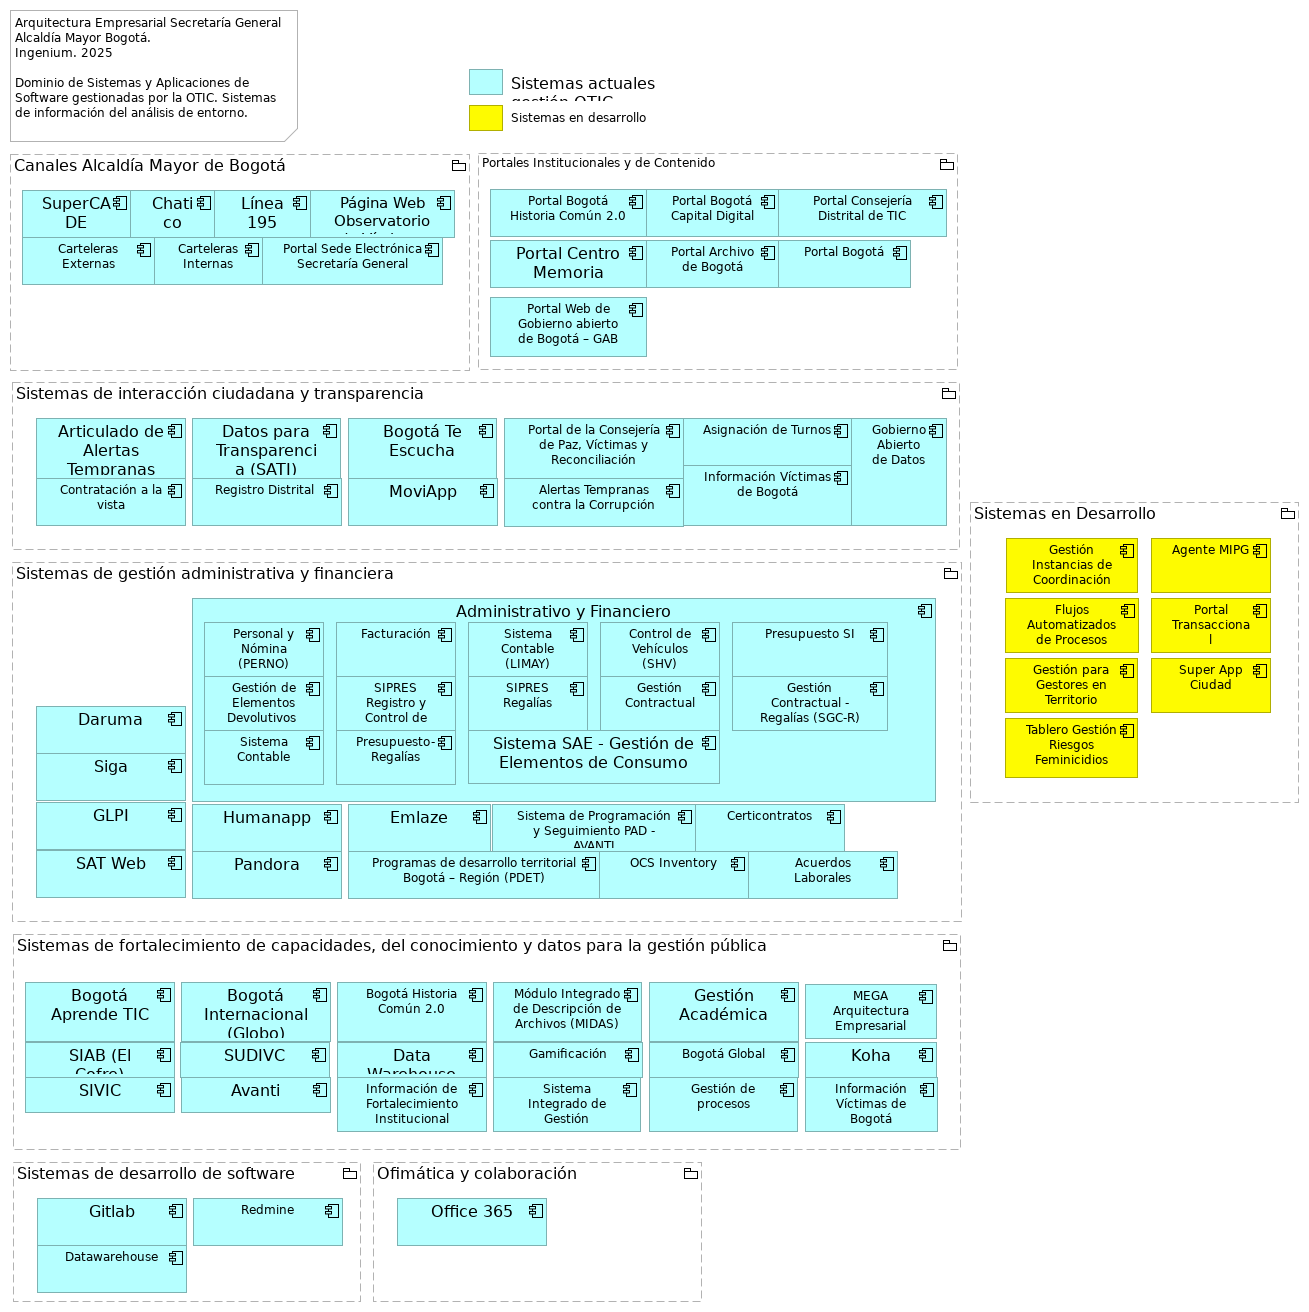 Arquitectura Empresarial Secretaría General
Alcaldía Mayor Bogotá.
Ingenium. 2025
Dominio de Sistemas y Aplicaciones de
Software gestionadas por la OTIC. Sistemas
de información del análisis de entorno.
Sistemas actuales
gestión OTIC
Sistemas en desarrollo
Canales Alcaldía Mayor de Bogotá
SuperCA
DE
Chati
co
Línea
195
Página Web
Observatorio
Carteleras
Externas
Carteleras
Internas
Portal Sede Electrónica
Secretaría General
Portales Institucionales y de Contenido
Portal Bogotá
Historia Común 2.0
Portal Bogotá
Capital Digital
Portal Consejería
Distrital de TIC
Portal Centro
Memoria
Portal Archivo
de Bogotá
Portal Bogotá
Portal Web de
Gobierno abierto
de Bogotá – GAB
Sistemas de interacción ciudadana y transparencia
Articulado de
Alertas
Tempranas
Datos para
Transparenci
a (SATI)
Bogotá Te
Escucha
Portal de la Consejería
de Paz, Víctimas y
Reconciliación
Asignación de Turnos
Gobierno
Abierto
de Datos
Contratación a la
vista
Registro Distrital
MoviApp
Alertas Tempranas
contra la Corrupción
Información Víctimas
de Bogotá
Sistemas en Desarrollo
Gestión
Instancias de
Coordinación
Agente MIPG
Flujos
Automatizados
de Procesos
Portal
Transacciona
l
Gestión para
Gestores en
Territorio
Super App
Ciudad
Tablero Gestión
Riesgos
Feminicidios
Sistemas de gestión administrativa y financiera
Administrativo y Financiero
Personal y
Nómina
(PERNO)
Facturación
Sistema
Contable
(LIMAY)
Control de
Vehículos
(SHV)
Presupuesto SI
Gestión de
Elementos
Devolutivos
SIPRES
Registro y
Control de
SIPRES
Regalías
Gestión
Contractual
Gestión
Contractual -
Regalías (SGC-R)
Sistema
Contable
Presupuesto-
Regalías
Sistema SAE - Gestión de
Elementos de Consumo
Daruma
Siga
GLPI
SAT Web
Humanapp
Pandora
Emlaze
Sistema de Programación
y Seguimiento PAD -
AVANTI
Certicontratos
Programas de desarrollo territorial
Bogotá – Región (PDET)
OCS Inventory
Acuerdos
Laborales
Sistemas de fortalecimiento de capacidades, del conocimiento y datos para la gestión pública
Bogotá
Aprende TIC
Bogotá
Internacional
(Globo)
Bogotá Historia
Común 2.0
Módulo Integrado
de Descripción de
Archivos (MIDAS)
Gestión
Académica
MEGA
Arquitectura
Empresarial
SIAB (El
Cofre)
SUDIVC
Data
Warehouse
Gamificación
Bogotá Global
Koha
SIVIC
Avanti
Información de
Fortalecimiento
Institucional
Sistema
Integrado de
Gestión
Gestión de
procesos
Información
Víctimas de
Bogotá
Sistemas de desarrollo de software
Gitlab
Redmine
Datawarehouse
Ofimática y colaboración
Office 365